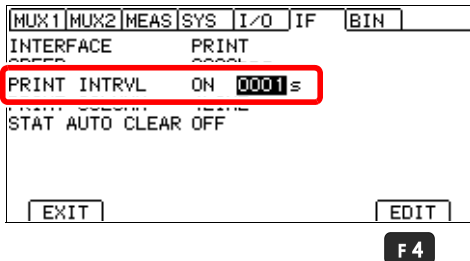 MUX1 MUX2 MEAS SYS I/O IF BIN
INTERFACE PRINT
PRINT INTRVL ON 0001 s
STAT AUTO CLEAR OFF
EXIT EDIT
F4